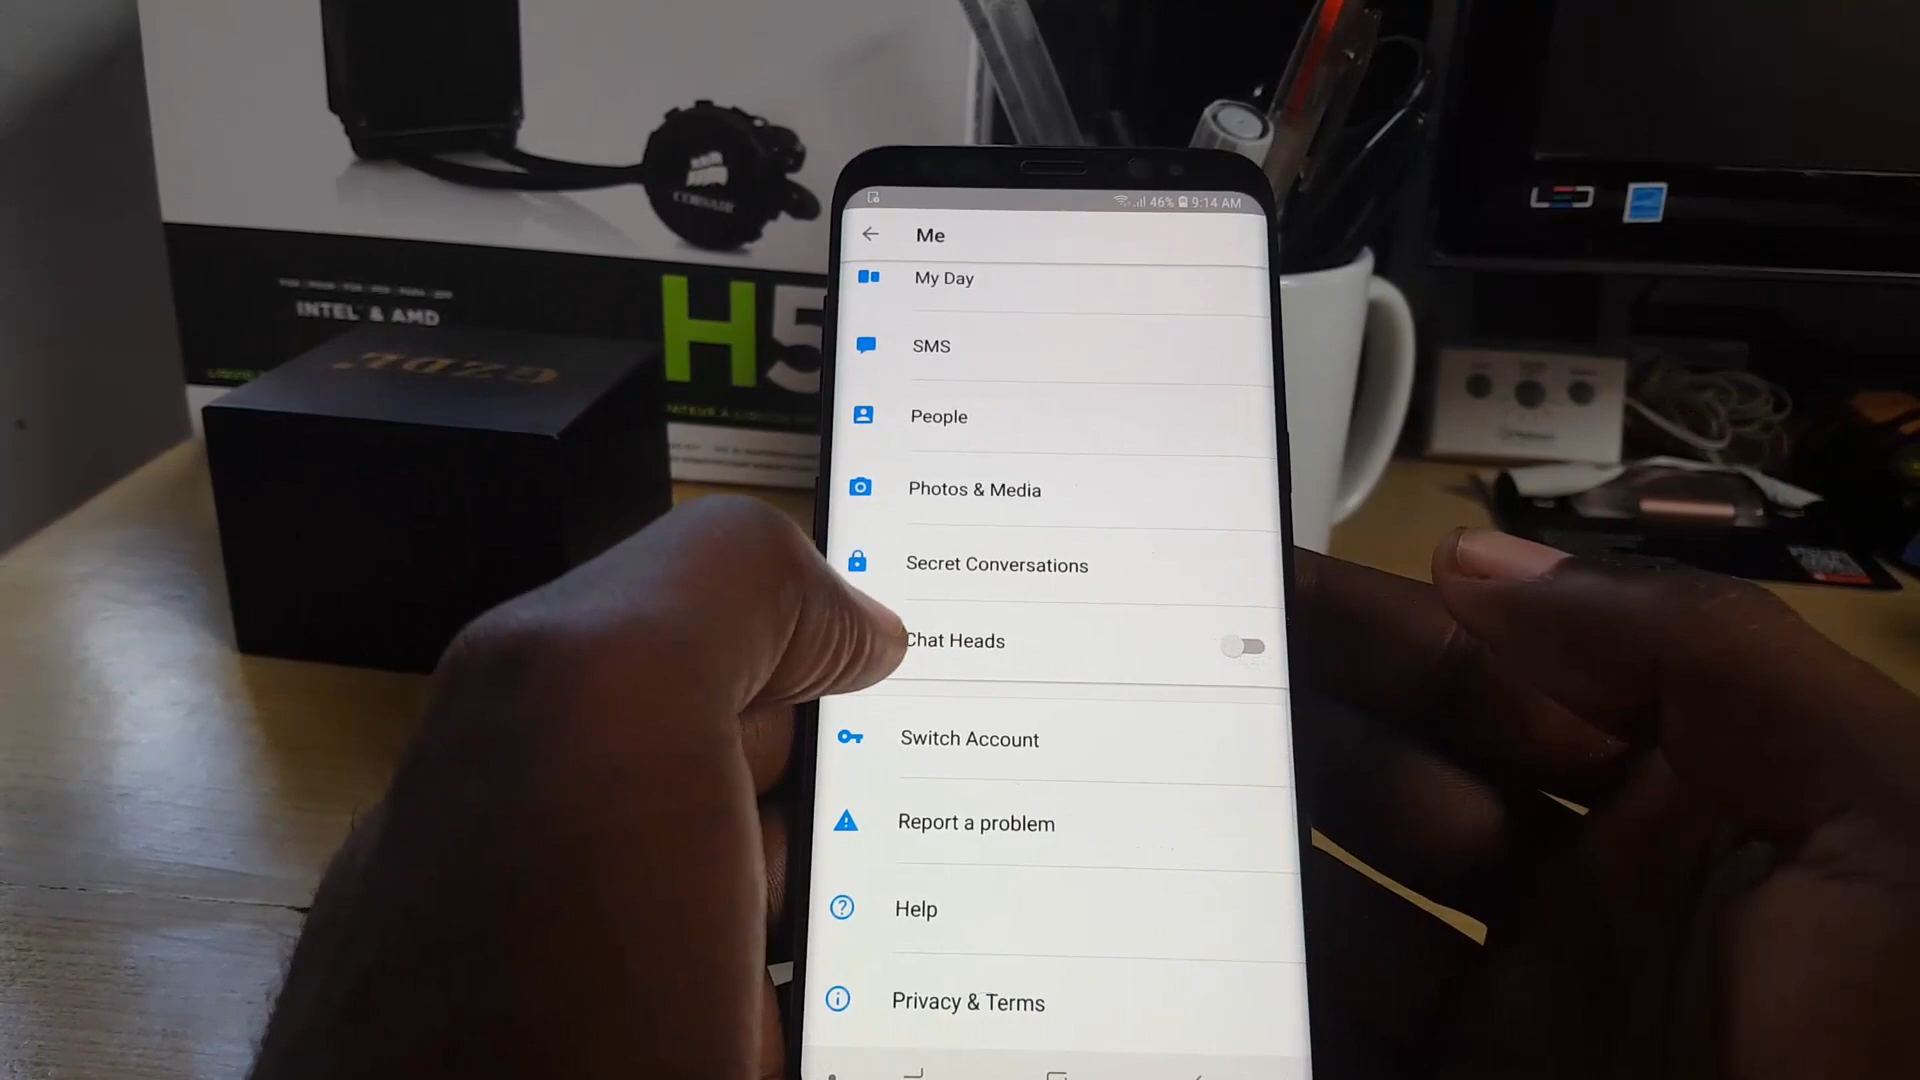 46% 9:14 AM
Me
My Day
SMS
People
Photos & Media
Secret Conversations
Chat Heads
Switch Account
Report a problem
Help
Privacy & Terms
CORSAIR
INTEL & AMD
H5